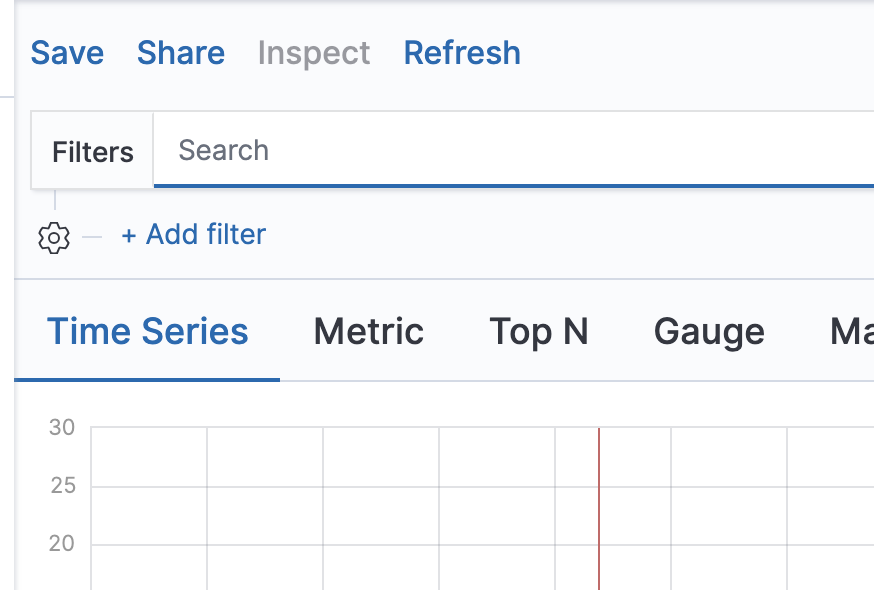 Save Share Inspect Refresh
Filters Search
+ Add filter
Time Series Metric Top N Gauge Ma
30
25
20